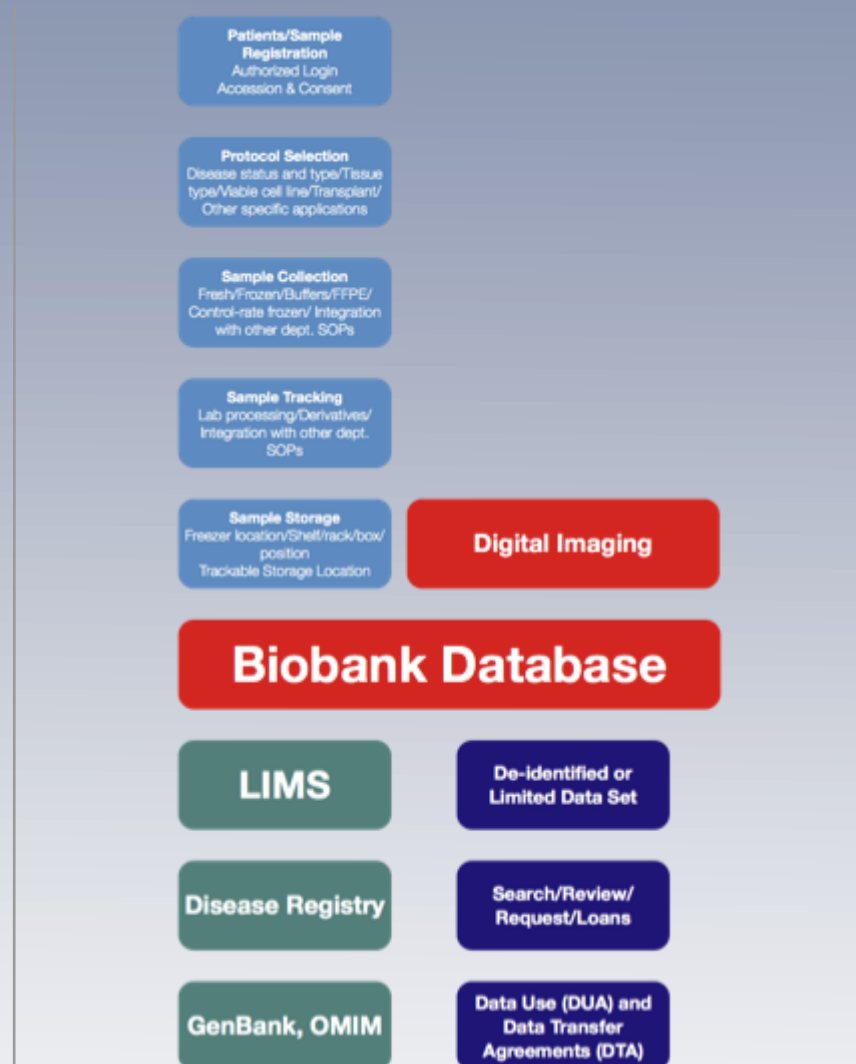 Patients/Sample
Registration
Authorized Login
Accession & Consent
Protocol Selection
Disease status and type/Tissue
type/Viable cell line/Transplant/
Other specific applications
Sample Collection
Fresh/Frozen/Buffers/FFPE/
Control-rate frozen/ Integration
with other dept. SOPs
Sample Tracking
Lab processing/Derivatives/
Integration with other dept.
SOPs
Sample Storage
Freezer location/Shelf/rack/box/
position
Trackable Storage Location
Digital Imaging
Biobank Database
LIMS
De-identified or
Limited Data Set
Disease Registry
Search/Review/
Request/Loans
GenBank, OMIM
Data Use (DUA) and
Data Transfer
Agreements (DTA)